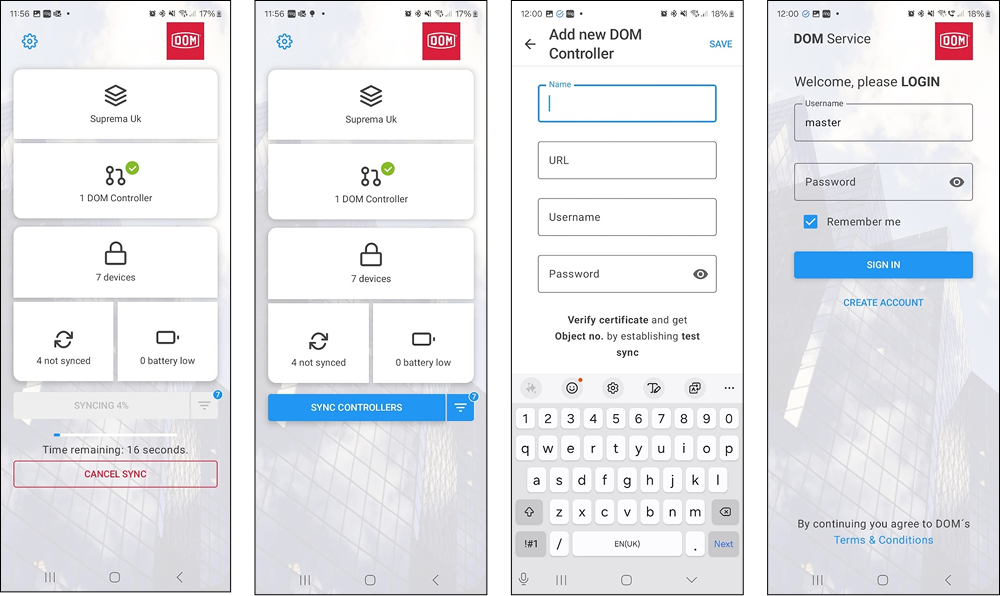 11:56
17%
DOM
Suprema Uk
1 DOM Controller
7 devices
4 not synced
0 battery low
SYNCING 4%
7
Time remaining: 16 seconds.
CANCEL SYNC
11:56
17%
DOM
Suprema Uk
1 DOM Controller
7 devices
4 not synced
0 battery low
SYNC CONTROLLERS
7
12:00
18%
Add new DOM
Controller
SAVE
Name
URL
Username
Password
Verify certificate and get
Object no. by establishing test
sync
1 2 3 4 5 6 7 8 9 0
q w e r t y u i o p
a s d f g h j k l
z x c v b n m
!#1 / EN(UK) . Next
12:00
18%
DOM Service
DOM
Welcome, please LOGIN
Username
master
Password
Remember me
SIGN IN
CREATE ACCOUNT
By continuing you agree to DOM´s
Terms & Conditions